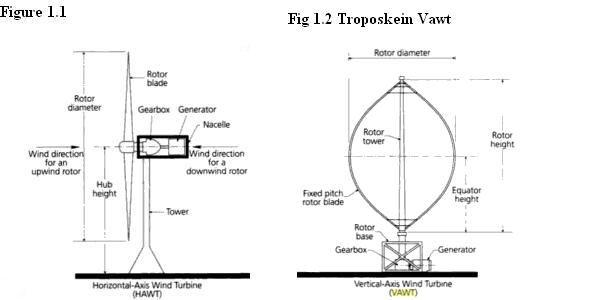 Figure 1.1
Rotor
blade
Rotor
diameter
Gearbox Generator
Nacelle
Wind direction
for an
upwind rotor
Wind direction
for a
downwind rotor
Hub
height
Tower
Horizontal-Axis Wind Turbine
(HAWT)
Fig 1.2 Troposkein Vawt
Rotor diameter
Rotor
tower
Rotor
height
Equator
height
Fixed pitch
rotor blade
Rotor
base
Gearbox
Generator
Vertical-Axis Wind Turbine
(VAWT)